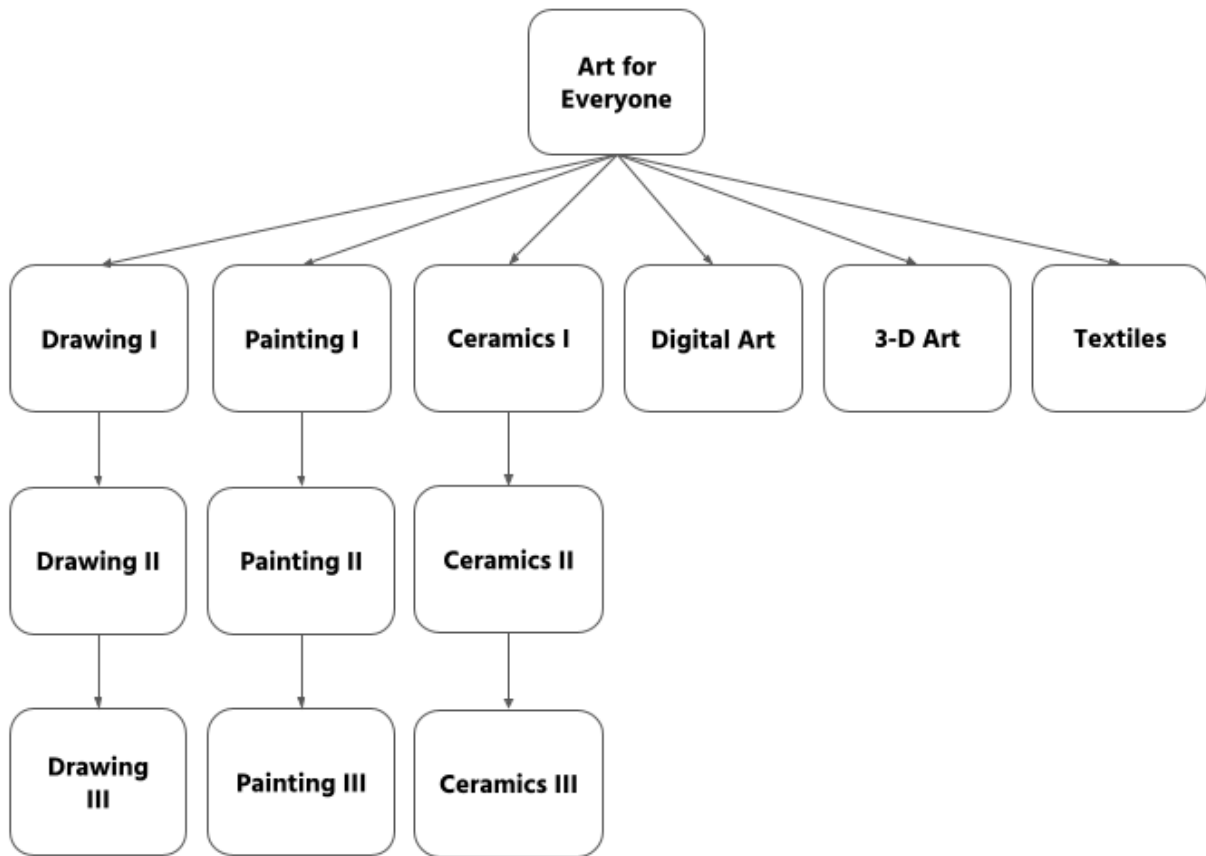 Art for
Everyone
Drawing I
Painting I
Ceramics I
Digital Art
3-D Art
Textiles
Drawing II
Painting II
Ceramics II
Drawing
III
Painting III
Ceramics III